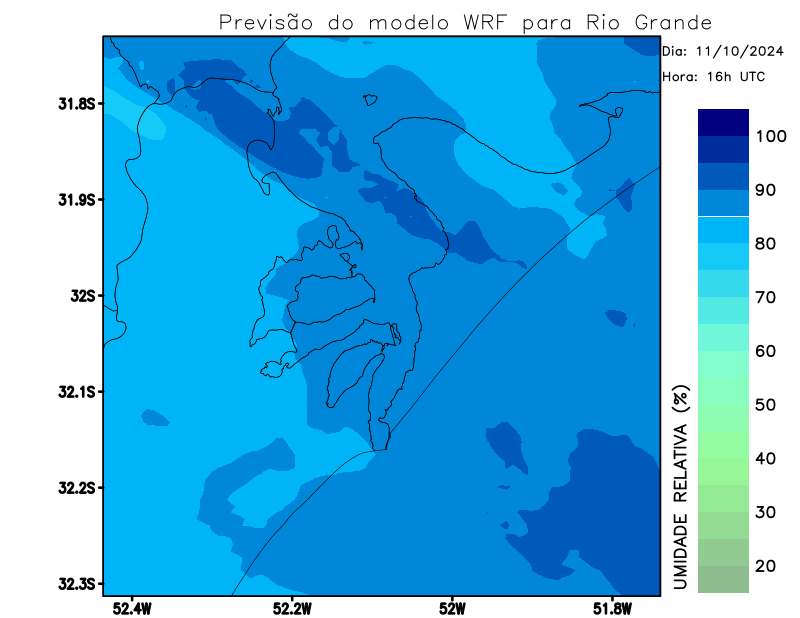 Previsão do modelo WRF para Rio Grande
Dia: 11/10/2024
Hora: 16h UTC
31.8S
31.9S
32S
32.1S
32.2S
32.3S
52.4W
52.2W
52W
51.8W
100
90
80
70
60
50
40
30
20
UMIDADE RELATIVA (%)